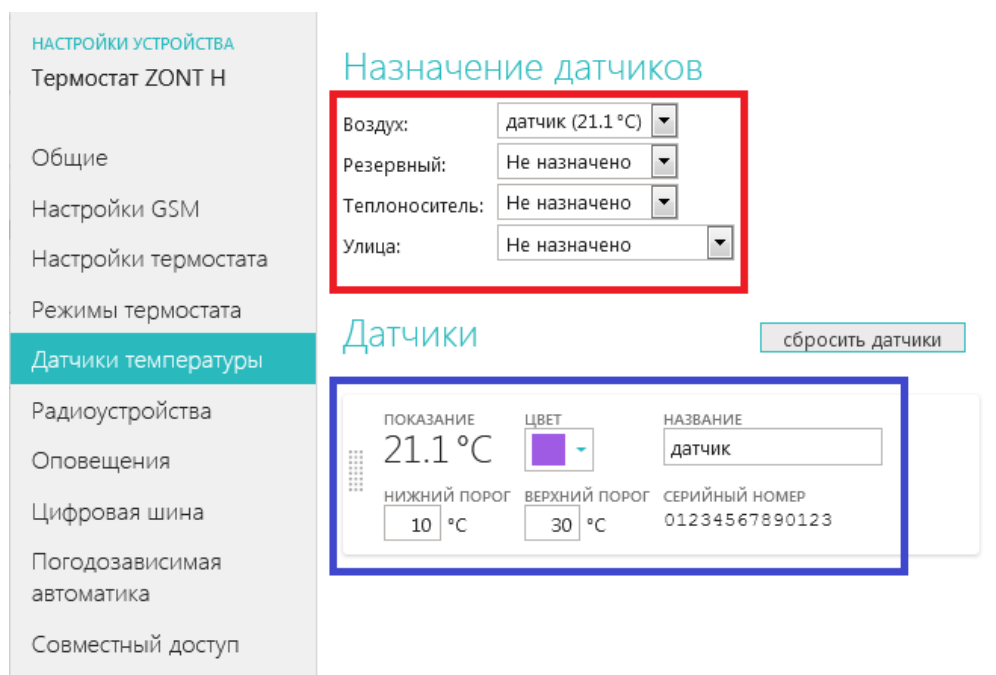 НАСТРОЙКИ УСТРОЙСТВА
Термостат ZONT H
Общие
Настройки GSM
Настройки термостата
Режимы термостата
Датчики температуры
Радиоустройства
Оповещения
Цифровая шина
Погодозависимая
автоматика
Совместный доступ
Назначение датчиков
Воздух: датчик (21.1 °C)
Резервный: Не назначено
Теплоноситель: Не назначено
Улица: Не назначено
Датчики
сбросить датчики
ПОКАЗАНИЕ ЦВЕТ НАЗВАНИЕ
21.1 °C датчик
НИЖНИЙ ПОРОГ ВЕРХНИЙ ПОРОГ СЕРИЙНЫЙ НОМЕР
10 °C 30 °C 01234567890123